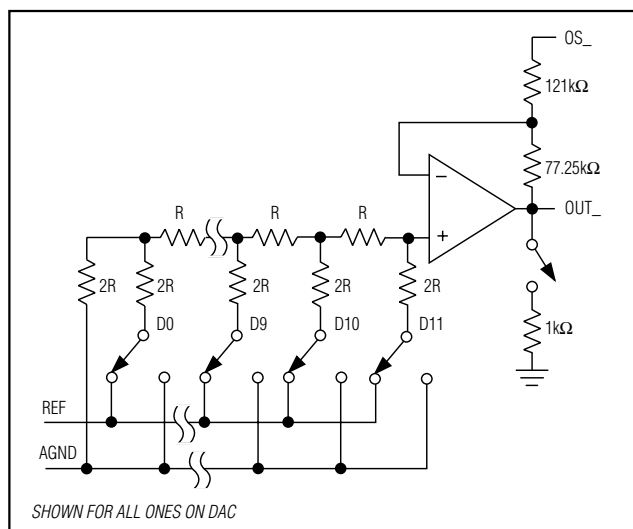 OS_
121kΩ
77.25kΩ
−
OUT_
+
R R R
2R 2R 2R 2R 2R
D0 D9 D10 D11
1kΩ
REF
AGND
SHOWN FOR ALL ONES ON DAC